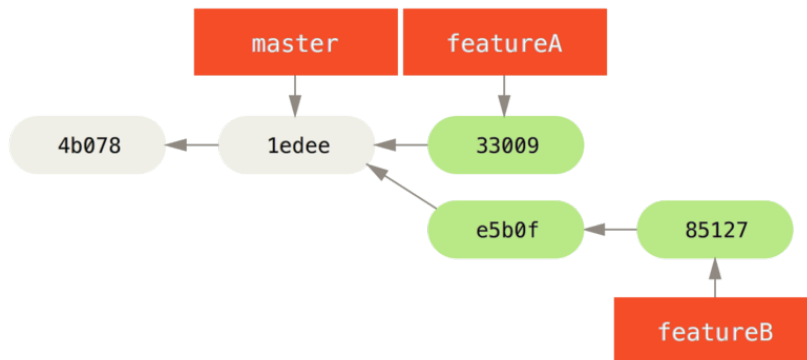 master
featureA
4b078
1edee
33009
e5b0f
85127
featureB